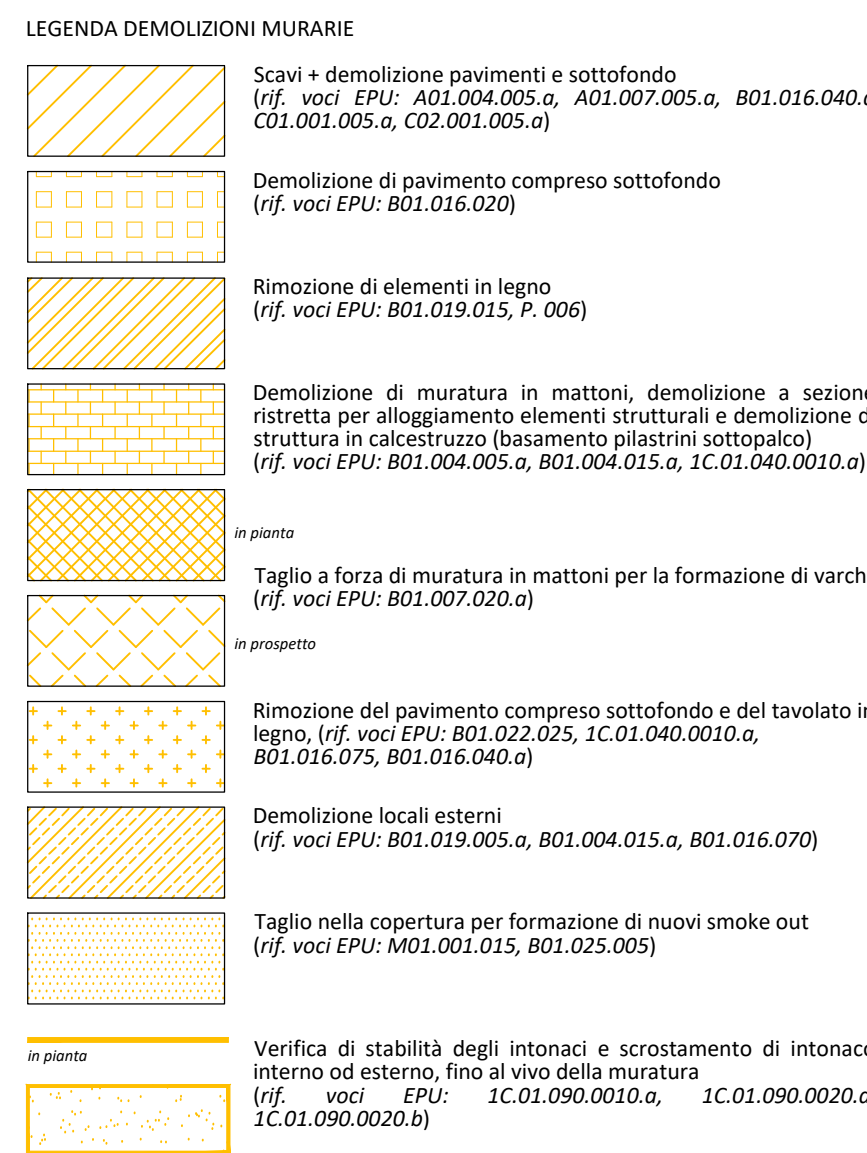 LEGENDA DEMOLIZIONI MURARIE
Scavi + demolizione pavimenti e sottofondo
(rif. voci EPU: A01.004.005.a, A01.007.005.a, B01.016.040.a
C01.001.005.a, C02.001.005.a)
Demolizione di pavimento compreso sottofondo
(rif. voci EPU: B01.016.020)
Rimozione di elementi in legno
(rif. voci EPU: B01.019.015, P. 006)
Demolizione di muratura in mattoni, demolizione a sezione
ristretta per alloggiamento elementi strutturali e demolizione d
struttura in calcestruzzo (basamento pilastrini sottopalco)
(rif. voci EPU: B01.004.005.a, B01.004.015.a, 1C.01.040.0010.a)
in pianta
Taglio a forza di muratura in mattoni per la formazione di varch
(rif. voci EPU: B01.007.020.a)
in prospetto
Rimozione del pavimento compreso sottofondo e del tavolato in
legno, (rif. voci EPU: B01.022.025, 1C.01.040.0010.a,
B01.016.075, B01.016.040.a)
Demolizione locali esterni
(rif. voci EPU: B01.019.005.a, B01.004.015.a, B01.016.070)
Taglio nella copertura per formazione di nuovi smoke out
(rif. voci EPU: M01.001.015, B01.025.005)
in pianta
Verifica di stabilità degli intonaci e scrostamento di intonaco
interno od esterno, fino al vivo della muratura
(rif. voci EPU: 1C.01.090.0010.a, 1C.01.090.0020.a
1C.01.090.0020.b)